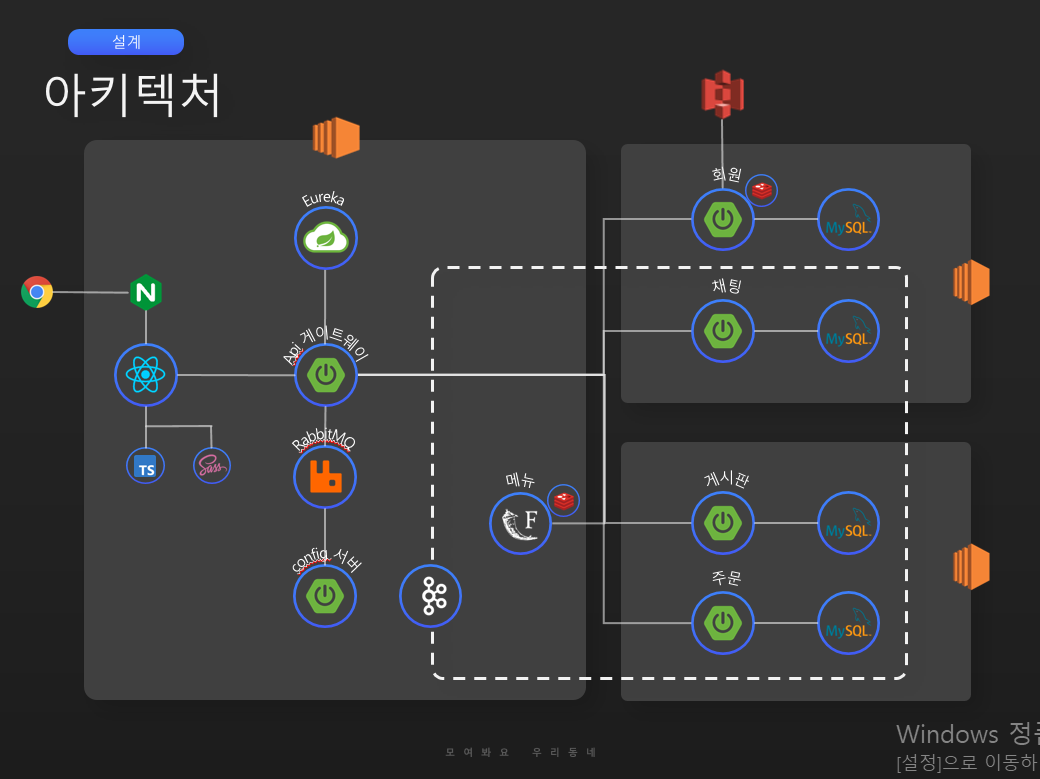 설계
아키텍처
회원
MySQL
Eureka
채팅
N
MySQL
Api 게이트웨이
RabbitMQ
TS
Sass
메뉴
F
게시판
MySQL
config 서버
주문
MySQL
모여봐요 우리동네
Windows 정품
[설정]으로 이동하